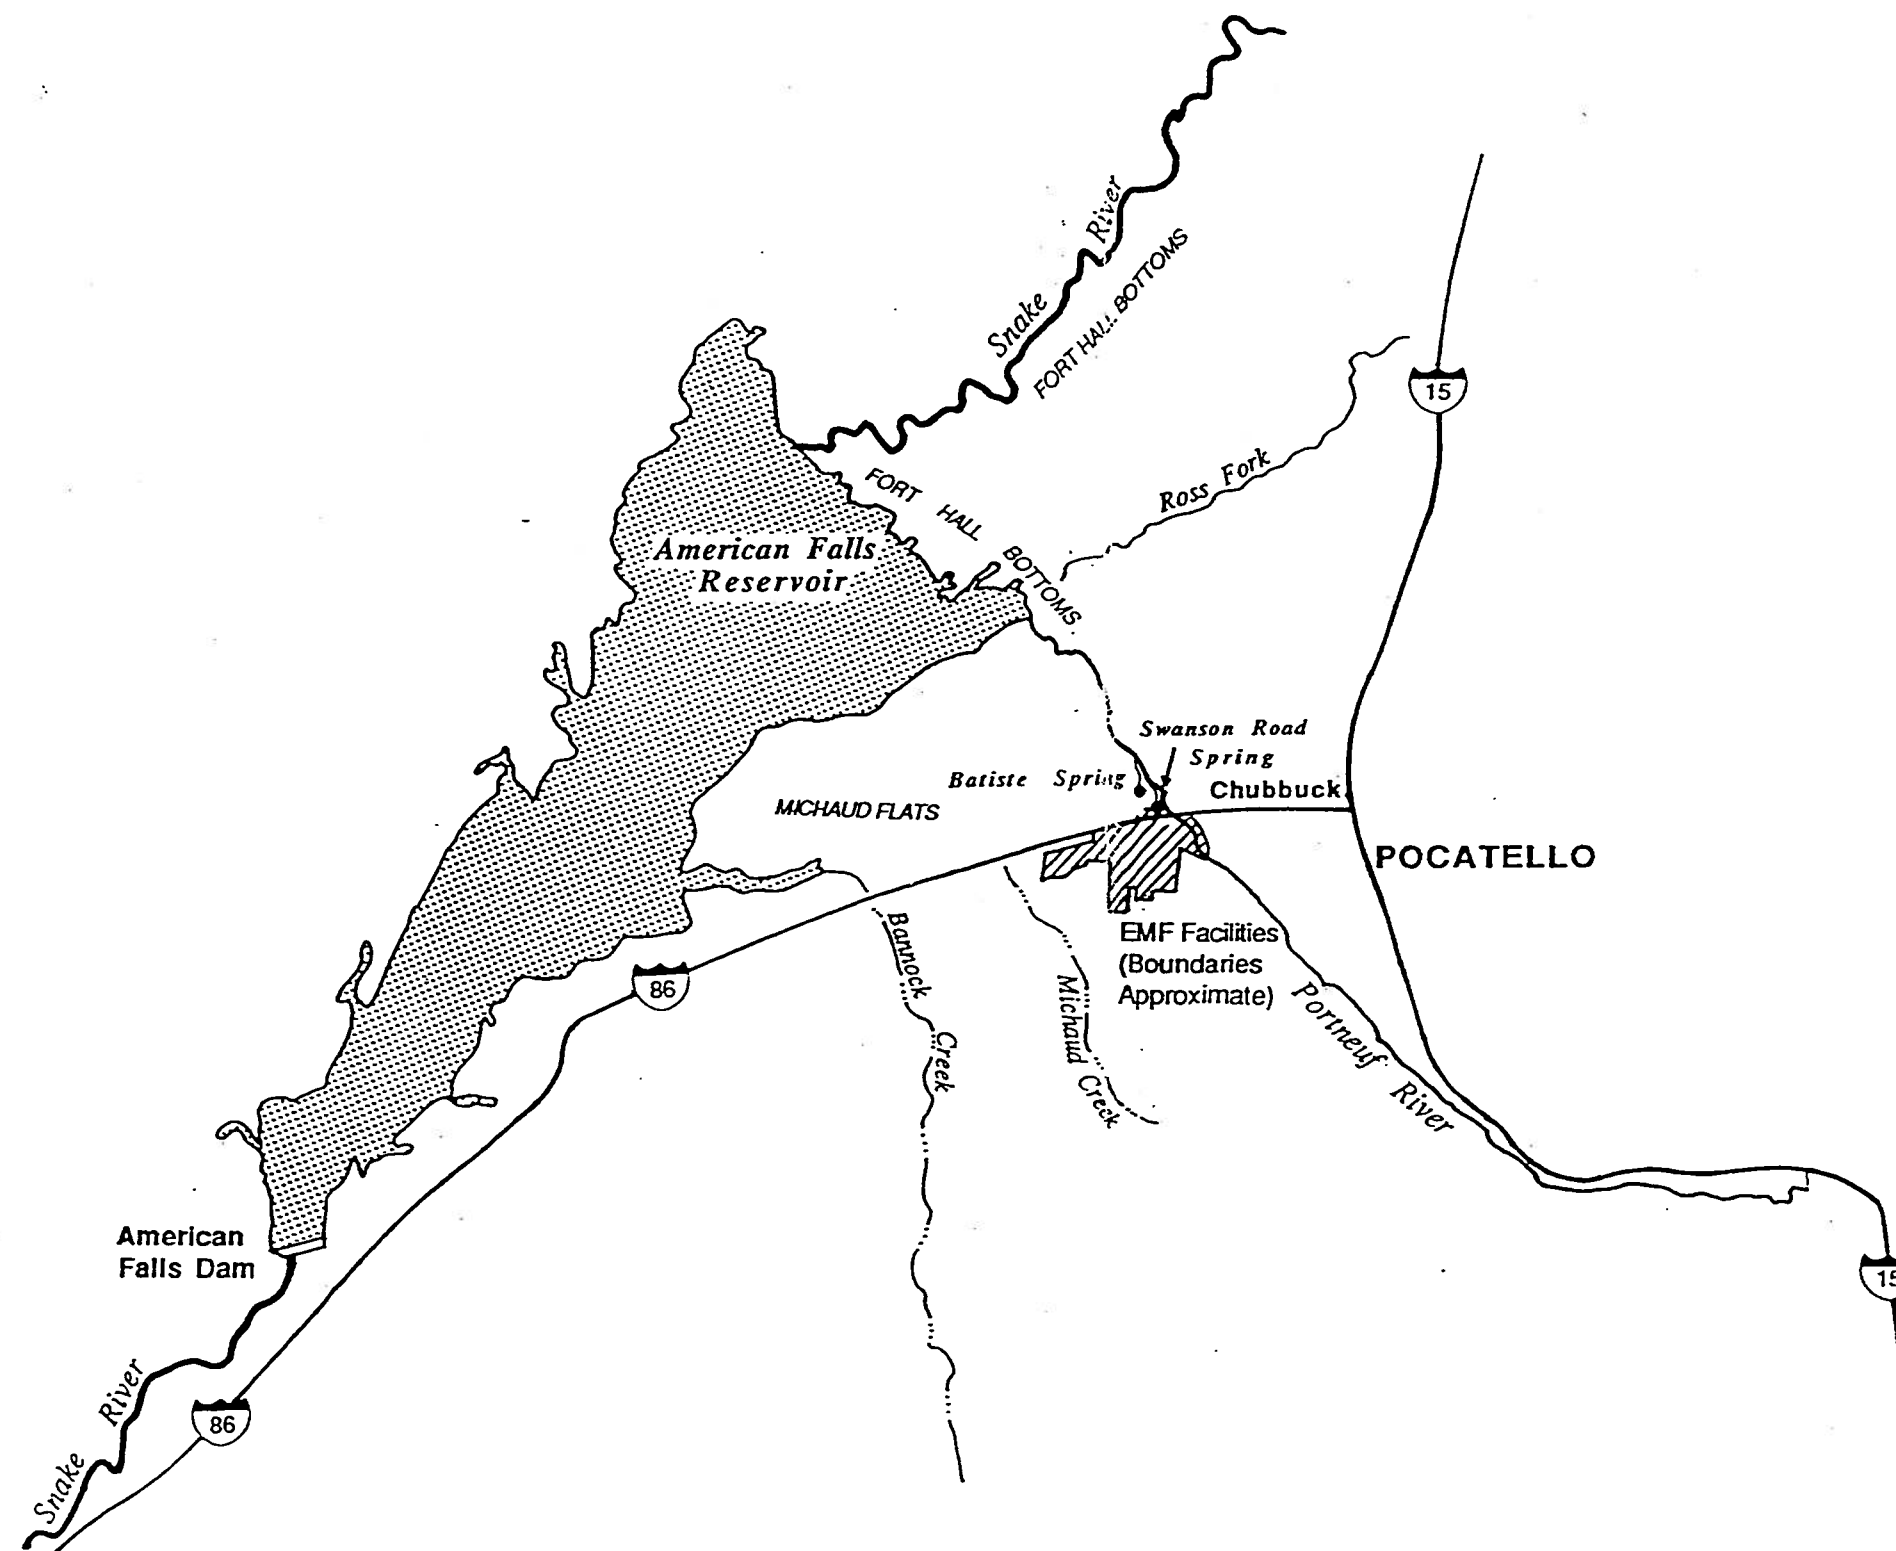 Snake River
FORT HALL BOTTOMS
15
Ross Fork
FORT HALL BOTTOMS
American Falls
Reservoir
Swanson Road
Spring
Batiste Spring
Chubbuck
MICHAUD FLATS
POCATELLO
EMF Facilities
(Boundaries
Approximate)
Bannock Creek
86
Michaud Creek
Portneuf River
American
Falls Dam
15
Snake River
86